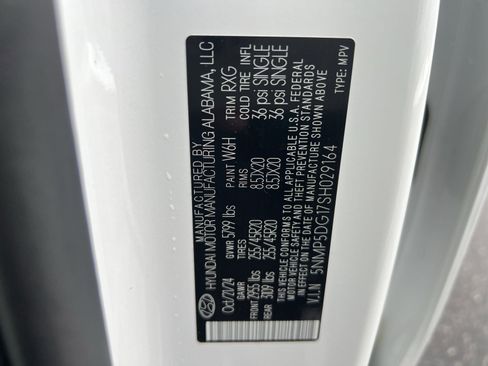 MANUFACTURED BY
HYUNDAI MOTOR MANUFACTURING ALABAMA, LLC
Oct/21/24 GVWR 5799 lbs PAINT W6H TRIM RXG
GAWR TIRES RIMS COLD TIRE INFL
FRONT 2955 lbs 255/45R20 8.5JX20 36 psi SINGLE
REAR 3109 lbs 255/45R20 8.5JX20 36 psi SINGLE
THIS VEHICLE CONFORMS TO ALL APPLICABLE U.S.A. FEDERAL
MOTOR VEHICLE SAFETY AND THEFT PREVENTION STANDARDS
IN EFFECT ON THE DATE OF MANUFACTURE SHOWN ABOVE
V.I.N 5NMP5DG17SH029164 TYPE: MPV